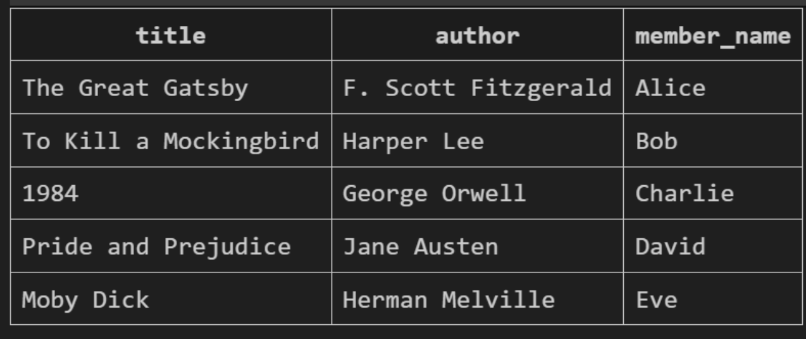 title author member_name
The Great Gatsby F. Scott Fitzgerald Alice
To Kill a Mockingbird Harper Lee Bob
1984 George Orwell Charlie
Pride and Prejudice Jane Austen David
Moby Dick Herman Melville Eve